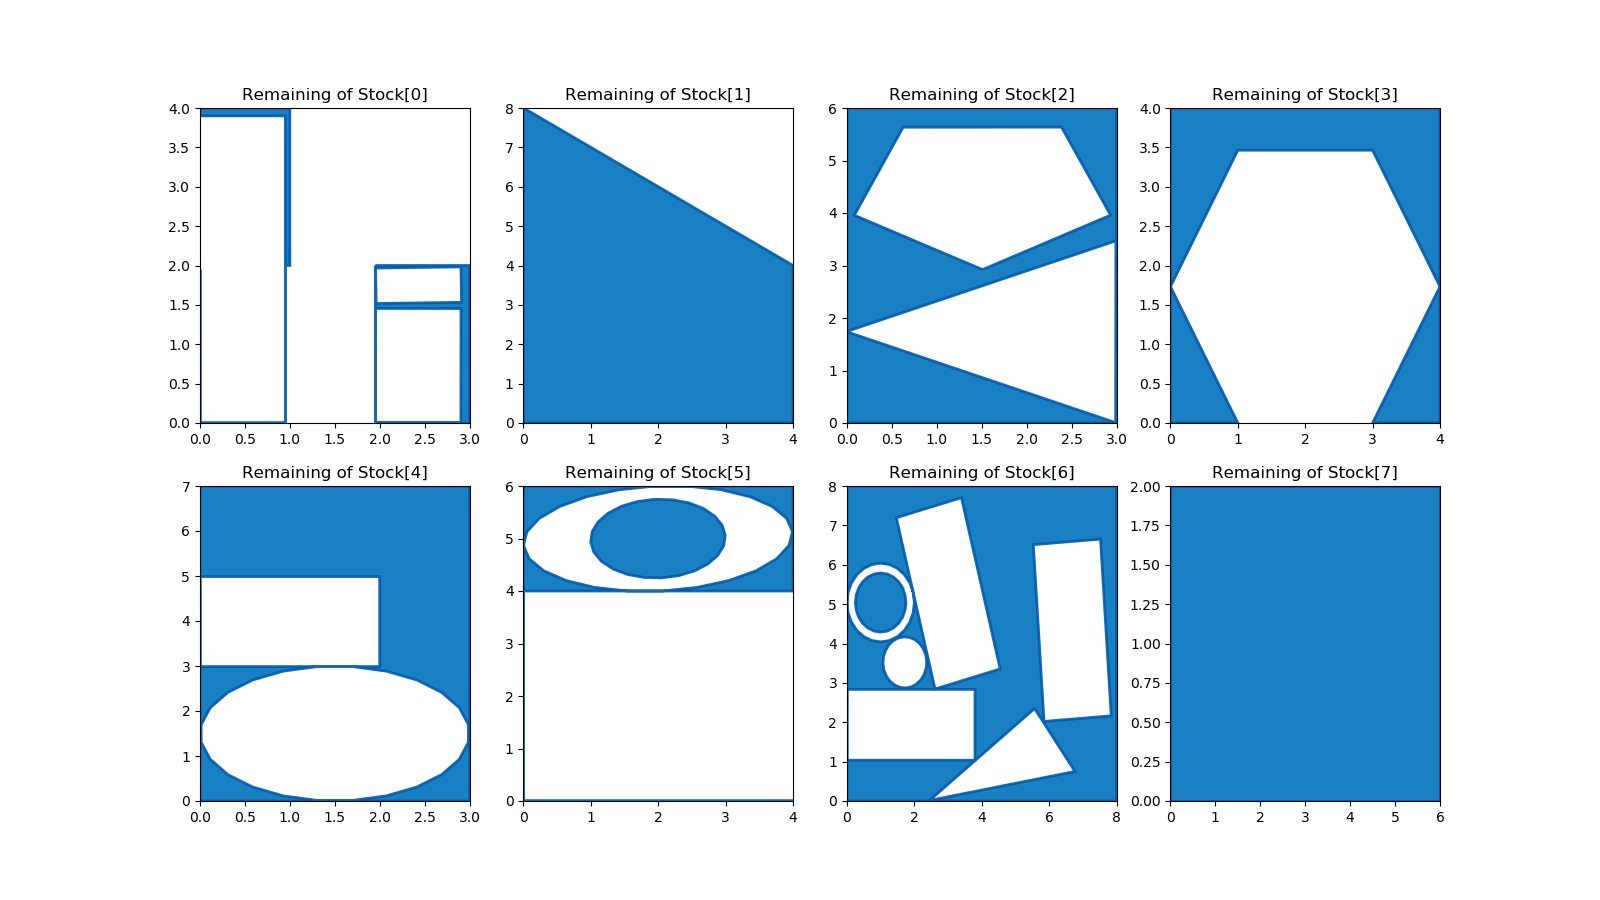 Remaining of Stock[0] Remaining of Stock[1] Remaining of Stock[2] Remaining of Stock[3]
4.0 8 6 4.0
3.5 7 3.5
5
3.0 6 3.0
2.5 5 4 2.5
2.0 4 3 2.0
1.5 3 1.5
2
1.0 2 1.0
1
0.5 1 0.5
0.0 0 0 0.0
0.0 0.5 1.0 1.5 2.0 2.5 3.0 0 1 2 3 4 0.0 0.5 1.0 1.5 2.0 2.5 3.0 0 1 2 3 4
Remaining of Stock[4] Remaining of Stock[5] Remaining of Stock[6] Remaining of Stock[7]
7 6 8 2.00
6 7 1.75
5 6 1.50
5
4 5 1.25
4
3 4 1.00
3
3 0.75
2 2
2 0.50
1 1
1 0.25
0 0 0 0.00
0.0 0.5 1.0 1.5 2.0 2.5 3.0 0 1 2 3 4 0 2 4 6 8 0 1 2 3 4 5 6